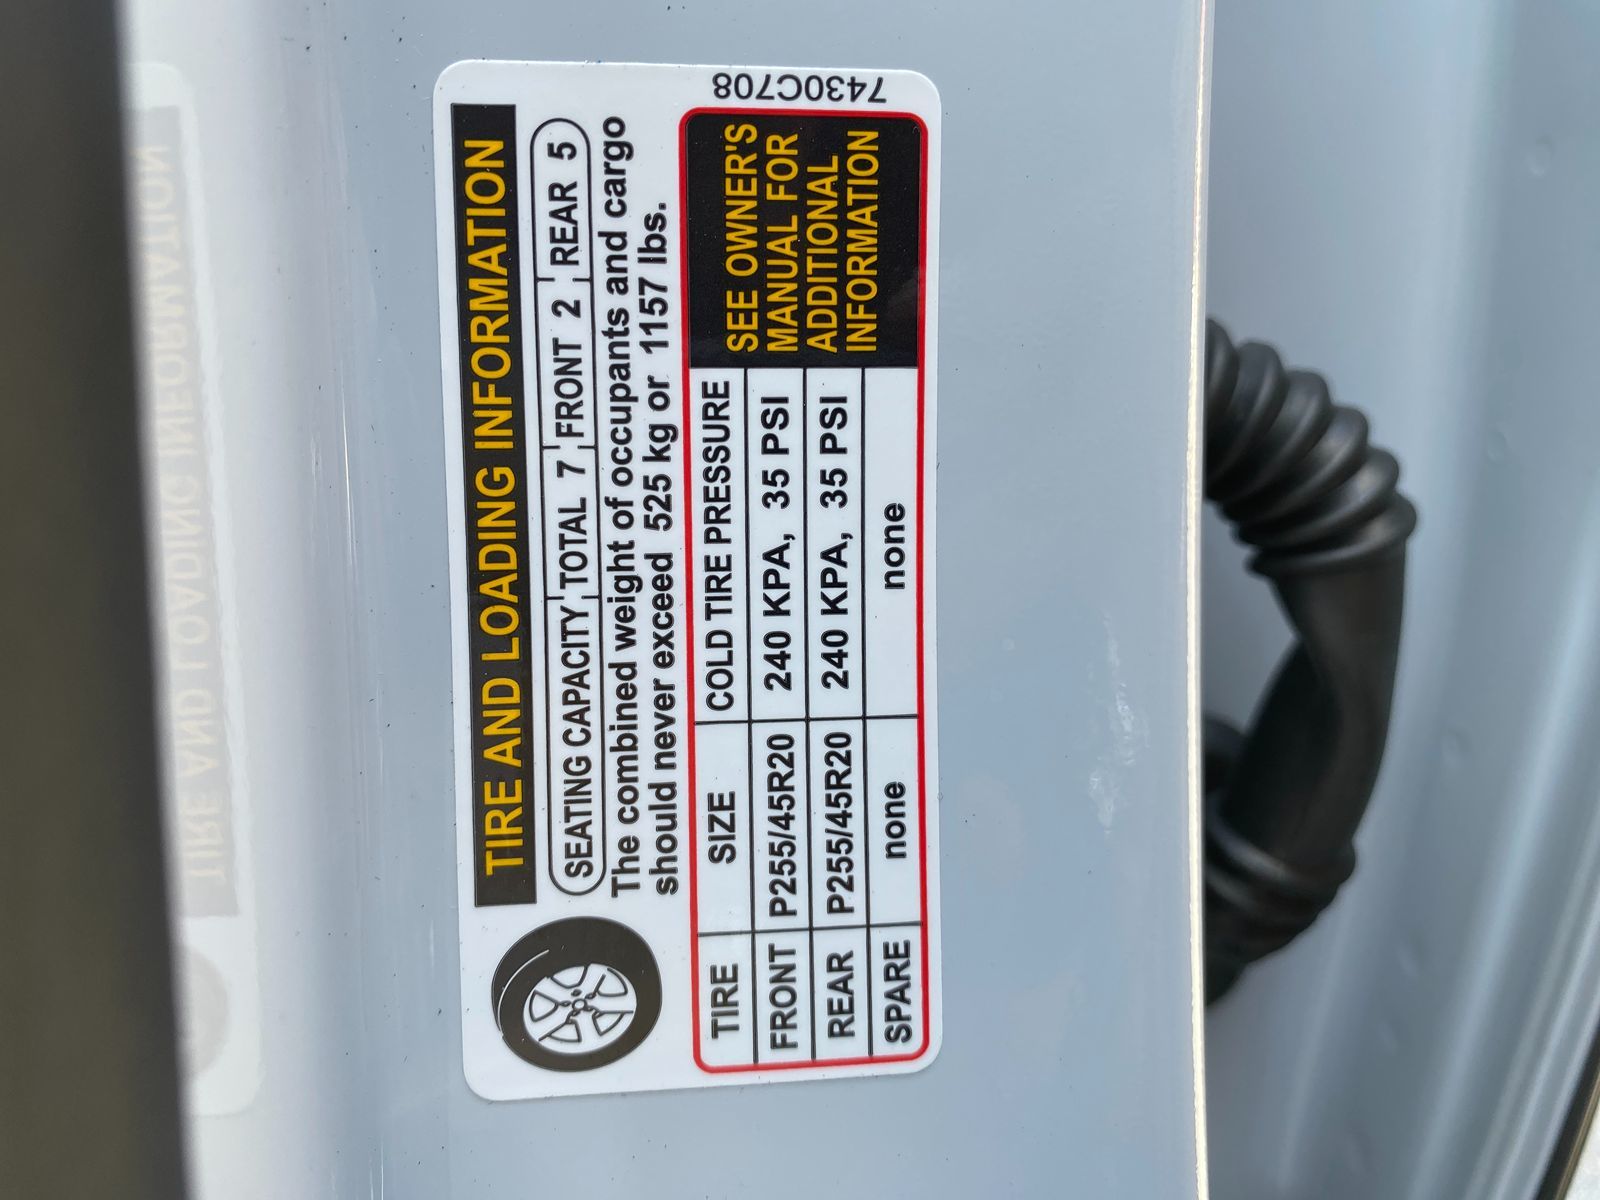 TIRE AND LOADING INFORMATION
SEATING CAPACITY TOTAL 7 FRONT 2 REAR 5
The combined weight of occupants and cargo
should never exceed 525 kg or 1157 lbs.
TIRE SIZE COLD TIRE PRESSURE
FRONT P255/45R20 240 KPA, 35 PSI
REAR P255/45R20 240 KPA, 35 PSI
SPARE none none
SEE OWNER'S
MANUAL FOR
ADDITIONAL
INFORMATION
7430C708